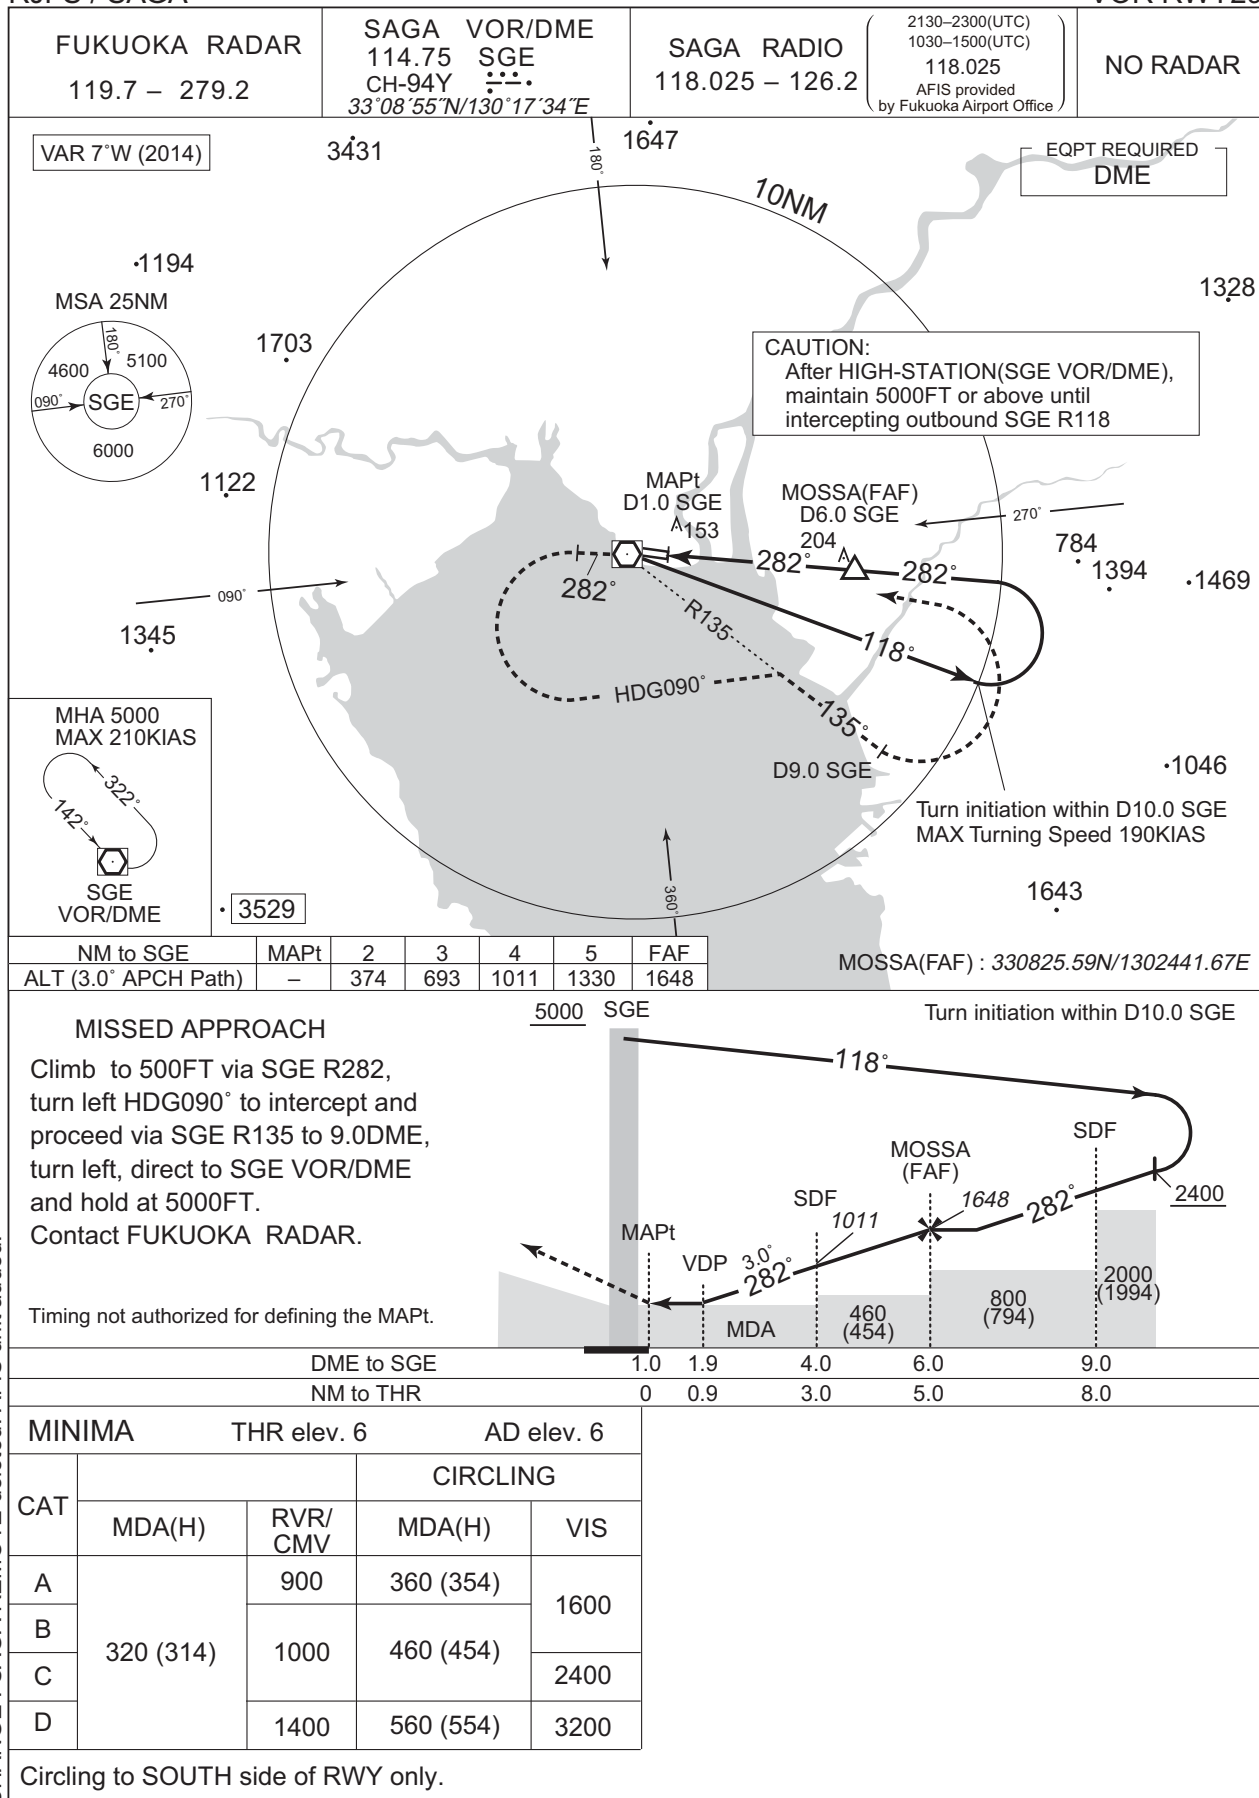 FUKUOKA RADAR
119.7 – 279.2
SAGA VOR/DME
114.75 SGE
CH-94Y
33°08´55˝N/130°17´34˝E
SAGA RADIO
118.025 – 126.2
2130–2300(UTC)
1030–1500(UTC)
118.025
AFIS provided
by Fukuoka Airport Office
NO RADAR
VAR 7°W (2014)
3431
180°
1647
EQPT REQUIRED
DME
10NM
1194
MSA 25NM
180°
4600
5100
090°
SGE
270°
6000
1703
1328
CAUTION:
After HIGH-STATION(SGE VOR/DME),
maintain 5000FT or above until
intercepting outbound SGE R118
1122
MAPt
D1.0 SGE
153
MOSSA(FAF)
D6.0 SGE
204
270°
784
1394
1469
282°
282°
282°
090°
1345
R135
118°
HDG090°
135°
D9.0 SGE
1046
Turn initiation within D10.0 SGE
MAX Turning Speed 190KIAS
MHA 5000
MAX 210KIAS
322°
142°
SGE
VOR/DME
3529
360°
1643
NM to SGE MAPt 2 3 4 5 FAF
ALT (3.0° APCH Path) – 374 693 1011 1330 1648
MOSSA(FAF) : 330825.59N/1302441.67E
MISSED APPROACH
Climb to 500FT via SGE R282,
turn left HDG090° to intercept and
proceed via SGE R135 to 9.0DME,
turn left, direct to SGE VOR/DME
and hold at 5000FT.
Contact FUKUOKA RADAR.
Timing not authorized for defining the MAPt.
5000 SGE
Turn initiation within D10.0 SGE
118°
SDF
MOSSA
(FAF)
1648
282°
2400
SDF
1011
MAPt
VDP
3.0°
282°
MDA
460
(454)
800
(794)
2000
(1994)
DME to SGE 1.0 1.9 4.0 6.0 9.0
NM to THR 0 0.9 3.0 5.0 8.0
MINIMA THR elev. 6 AD elev. 6
CAT
CIRCLING
MDA(H) RVR/CMV MDA(H) VIS
A 900 360 (354) 1600
B
320 (314) 1000 460 (454)
C 2400
D 1400 560 (554) 3200
Circling to SOUTH side of RWY only.